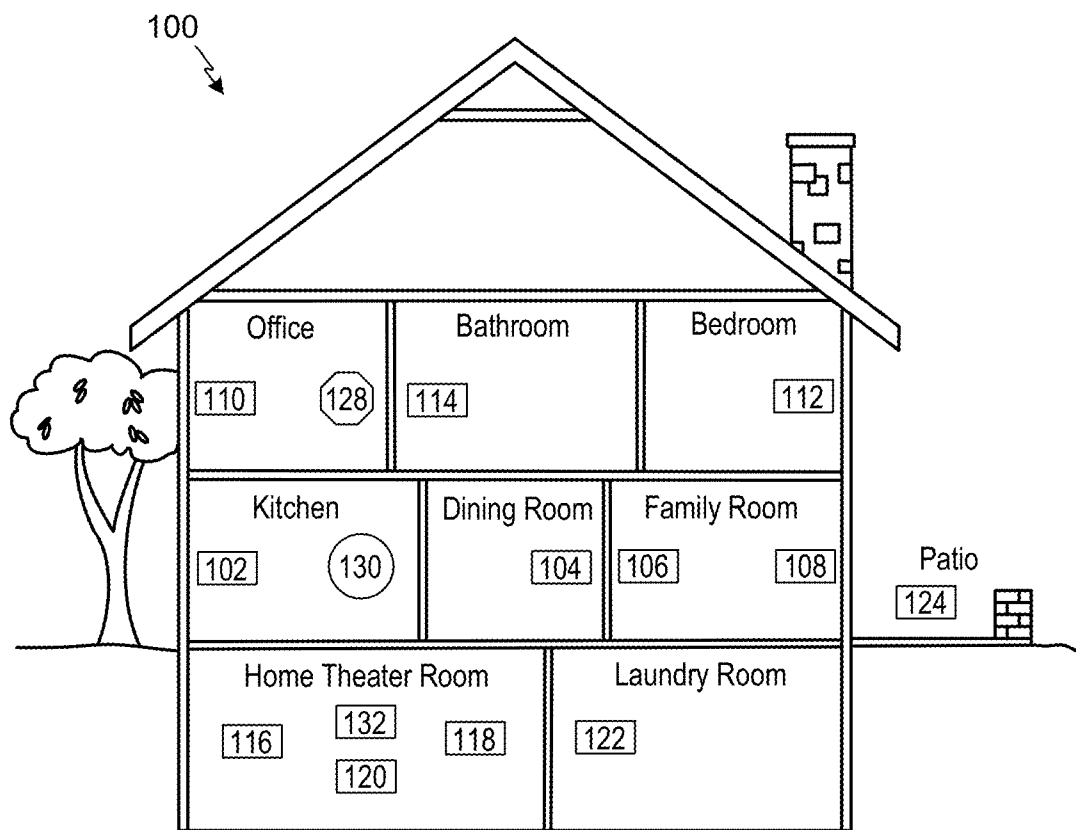 100
Office
Bathroom
Bedroom
110
128
114
112
Kitchen
Dining Room
Family Room
102
130
104
106
108
Patio
124
Home Theater Room
Laundry Room
116
132
118
120
122